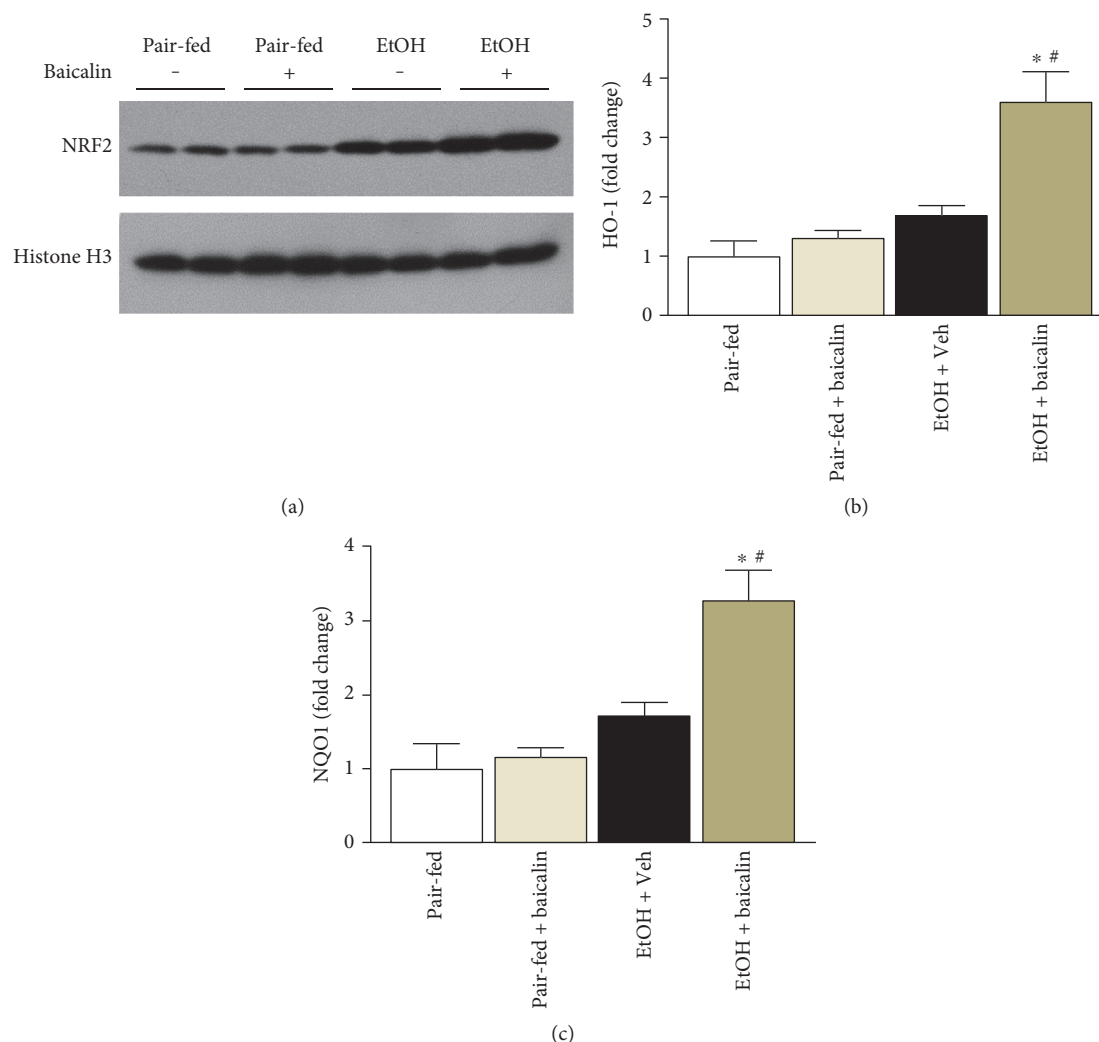 Pair-fed Pair-fed EtOH EtOH
Baicalin - + - +
NRF2
Histone H3
(a)
HO-1 (fold change)
5
4
3
2
1
0
* #
Pair-fed
Pair-fed + baicalin
EtOH + Veh
EtOH + baicalin
(b)
NQO1 (fold change)
4
3
2
1
0
* #
Pair-fed
Pair-fed + baicalin
EtOH + Veh
EtOH + baicalin
(c)